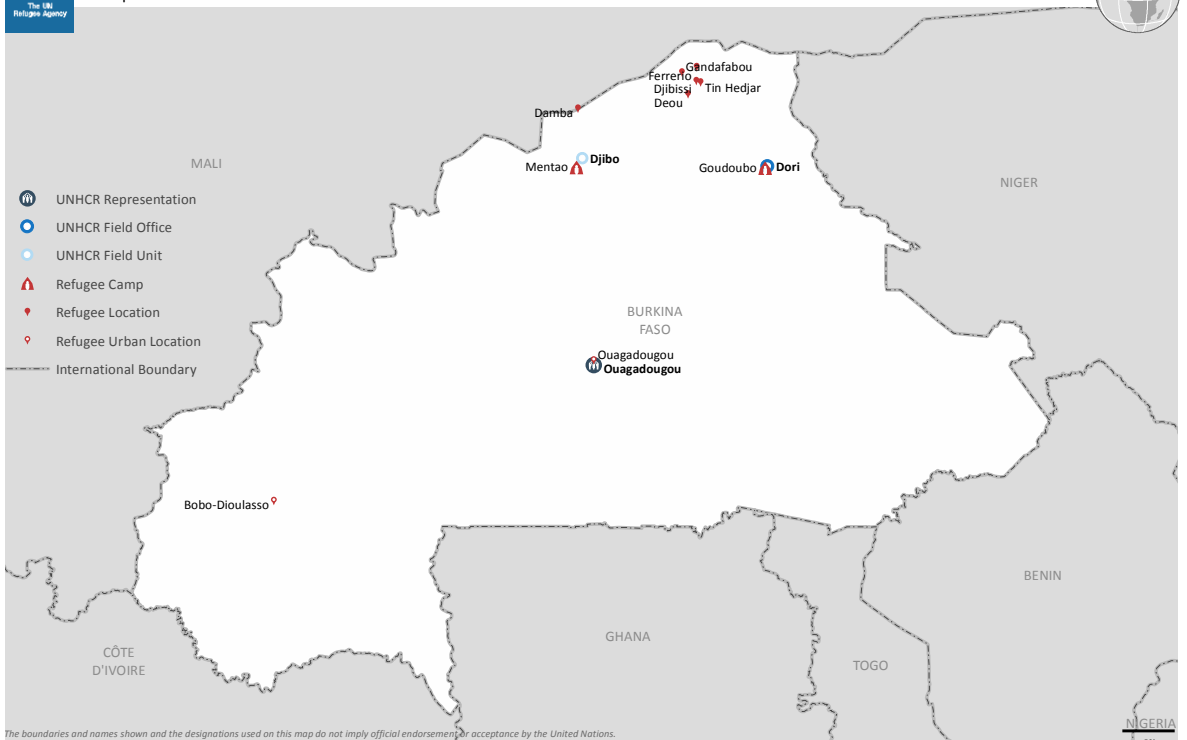 The UN
Refugee Agency
Gandafabou
Ferrerio
Djibissi
Tin Hedjar
Deou
Damba
Djibo
Mentao
Goudoubo
Dori
MALI
NIGER
UNHCR Representation
UNHCR Field Office
UNHCR Field Unit
Refugee Camp
Refugee Location
Refugee Urban Location
International Boundary
BURKINA
FASO
Ouagadougou
Ouagadougou
Bobo-Dioulasso
BENIN
GHANA
CÔTE
D'IVOIRE
TOGO
NIGERIA
The boundaries and names shown and the designations used on this map do not imply official endorsement or acceptance by the United Nations.